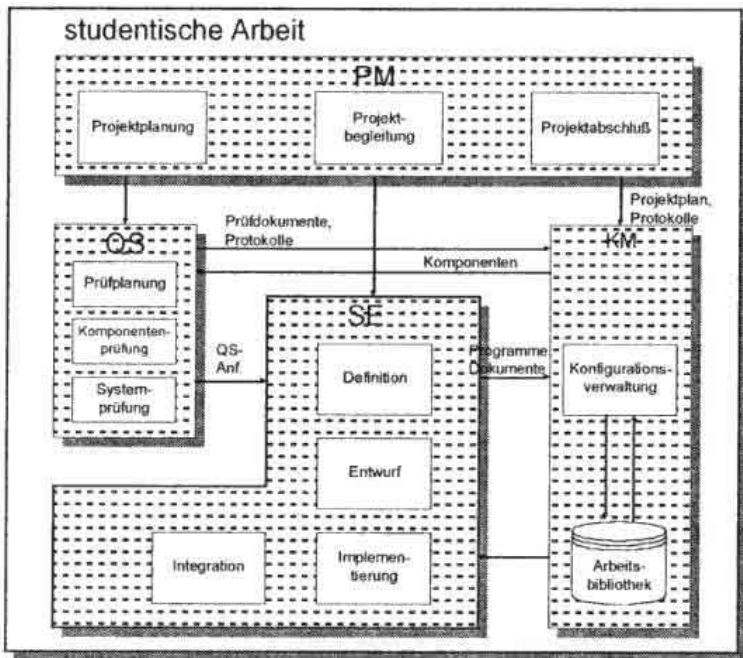 studentische Arbeit
PM
Projektplanung
Projekt-
begleitung
Projektabschluß
Projektplan,
Protokolle
QS
Prüfdokumente,
Protokolle
KM
Komponenten
Prüfplanung
Komponenten-
prüfung
System-
prüfung
QS-
Anf.
SE
Definition
Programme
Dokumente
Konfigurations-
verwaltung
Entwurf
Integration
Implemen-
tierung
Arbeits-
bibliothek